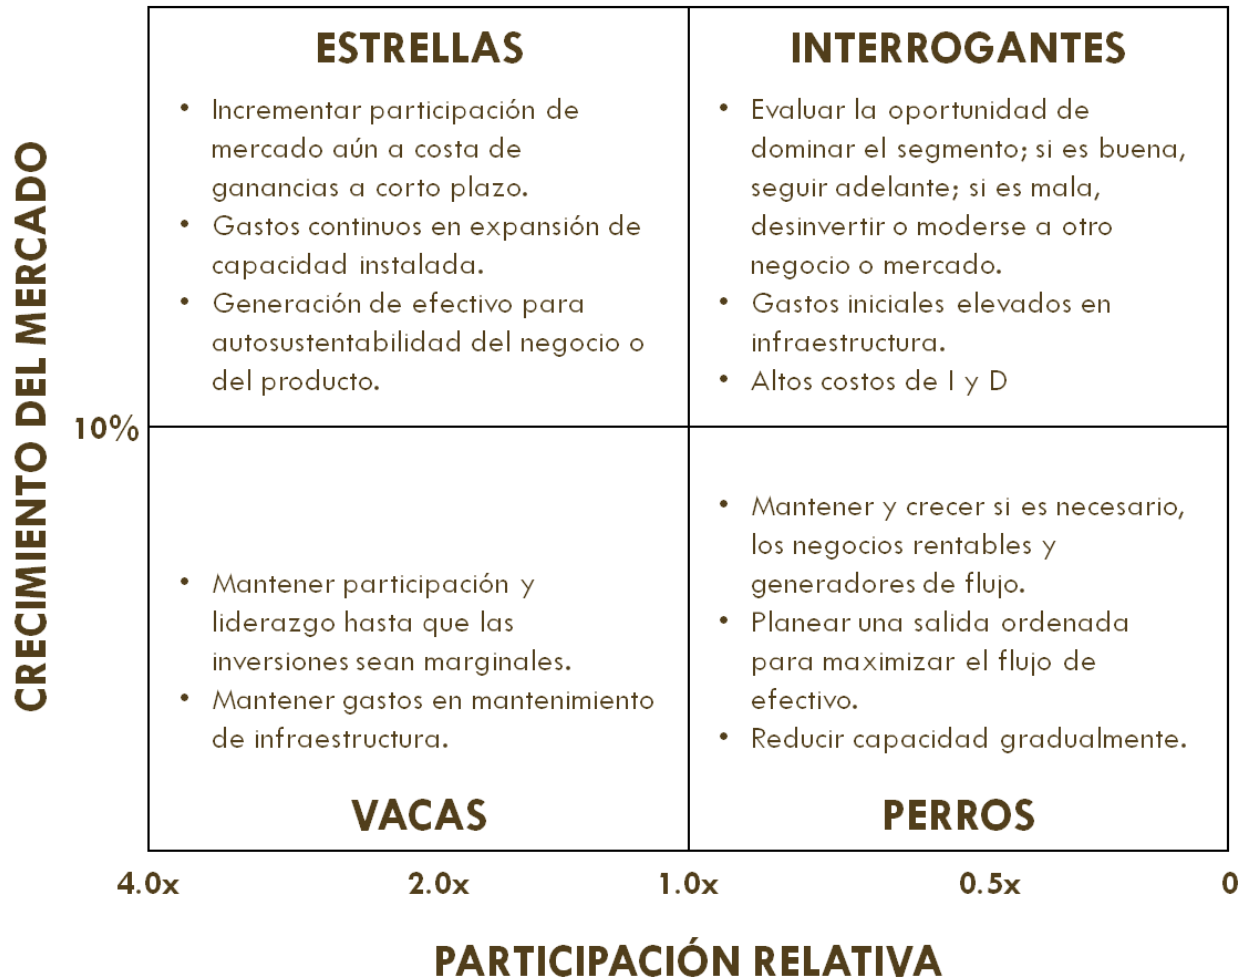 ESTRELLAS
• Incrementar participación de
mercado aún a costa de
ganancias a corto plazo.
• Gastos continuos en expansión de
capacidad instalada.
• Generación de efectivo para
autosustentabilidad del negocio o
del producto.
INTERROGANTES
• Evaluar la oportunidad de
dominar el segmento; si es buena,
seguir adelante; si es mala,
desinvertir o moderse a otro
negocio o mercado.
• Gastos iniciales elevados en
infraestructura.
• Altos costos de I y D
CRECIMIENTO DEL MERCADO
10%
• Mantener participación y
liderazgo hasta que las
inversiones sean marginales.
• Mantener gastos en mantenimiento
de infraestructura.
VACAS
• Mantener y crecer si es necesario,
los negocios rentables y
generadores de flujo.
• Planear una salida ordenada
para maximizar el flujo de
efectivo.
• Reducir capacidad gradualmente.
PERROS
4.0x 2.0x 1.0x 0.5x 0
PARTICIPACIÓN RELATIVA